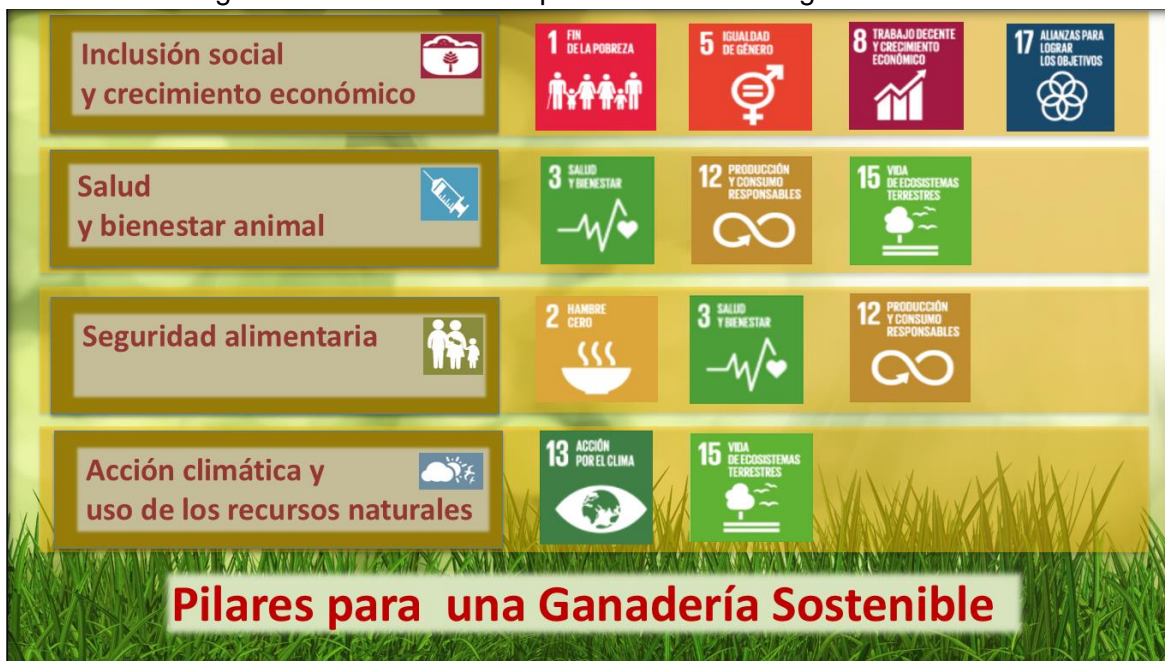 Inclusión social
y crecimiento económico
1 FIN
DE LA POBREZA
5 IGUALDAD
DE GÉNERO
8 TRABAJO DECENTE
Y CRECIMIENTO
ECONÓMICO
17 ALIANZAS PARA
LOGRAR
LOS OBJETIVOS
Salud
y bienestar animal
3 SALUD
Y BIENESTAR
12 PRODUCCIÓN
Y CONSUMO
RESPONSABLES
15 VIDA
DE ECOSISTEMAS
TERRESTRES
Seguridad alimentaria
2 HAMBRE
CERO
3 SALUD
Y BIENESTAR
12 PRODUCCIÓN
Y CONSUMO
RESPONSABLES
Acción climática y
uso de los recursos naturales
13 ACCIÓN
POR EL CLIMA
15 VIDA
DE ECOSISTEMAS
TERRESTRES
Pilares para una Ganadería Sostenible